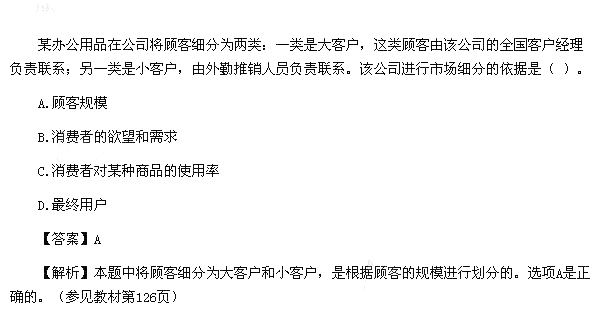 某办公用品在公司将顾客细分为两类：一类是大客户，这类顾客由该公司的全国客户经理
负责联系；另一类是小客户，由外勤推销人员负责联系。该公司进行市场细分的依据是（ ）。
A.顾客规模
B.消费者的欲望和需求
C.消费者对某种商品的使用率
D.最终用户
【答案】A
【解析】本题中将顾客细分为大客户和小客户，是根据顾客的规模进行划分的。选项A是正
确的。（参见教材第126页）